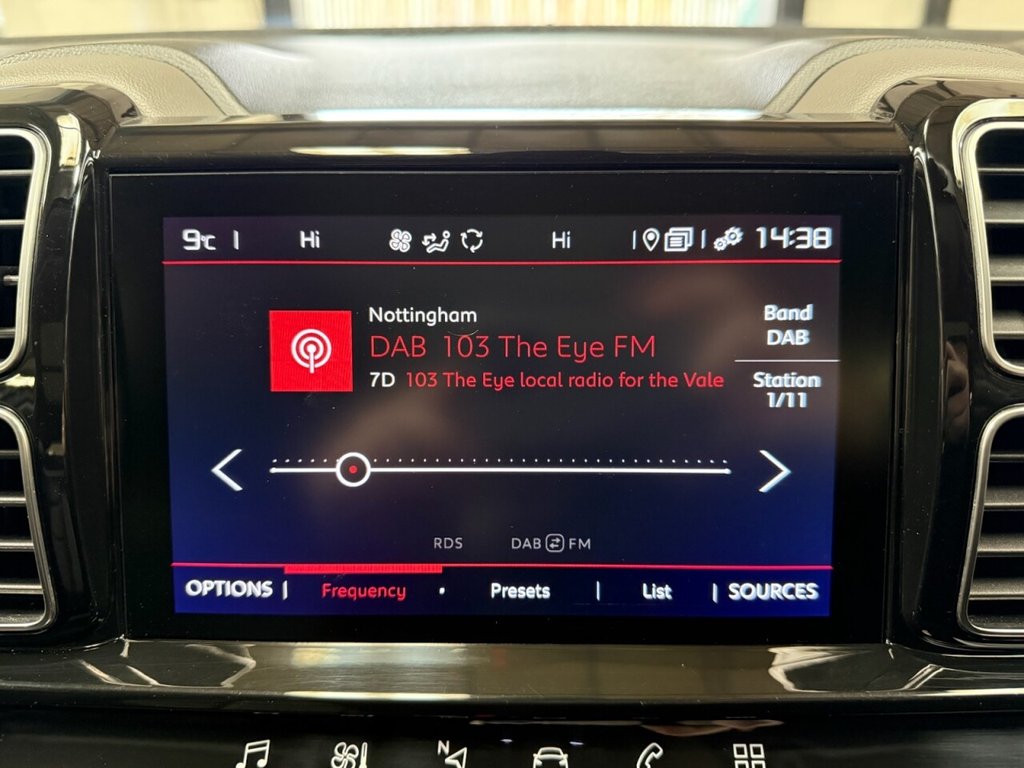 9°C | Hi Hi | | 14:38
Nottingham
DAB 103 The Eye FM
7D 103 The Eye local radio for the Vale
Band
DAB
Station
1/11
RDS DAB FM
OPTIONS | Frequency • Presets | List | SOURCES
N